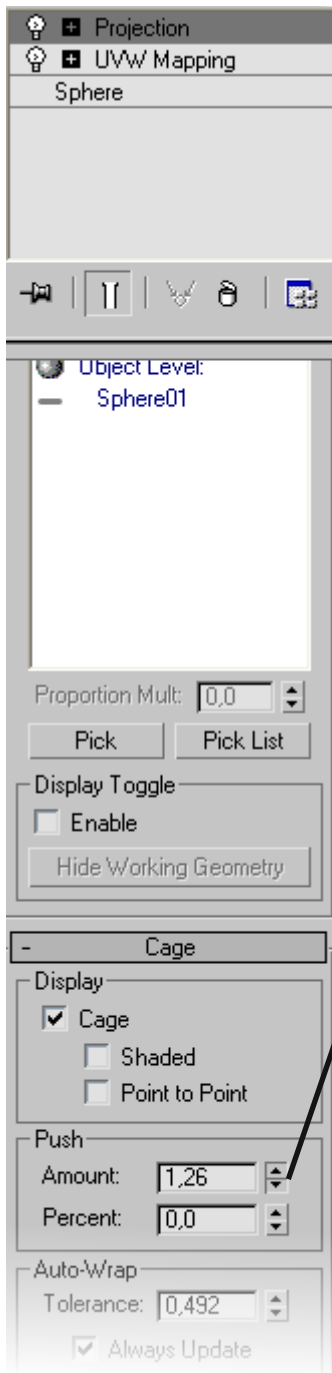 Projection
UVW Mapping
Sphere
Object Level:
Sphere01
Proportion Mult: 0,0
Pick Pick List
Display Toggle
Enable
Hide Working Geometry
- Cage
Display
Cage
Shaded
Point to Point
Push
Amount: 1,26
Percent: 0,0
Auto-Wrap
Tolerance: 0,492
Always Update